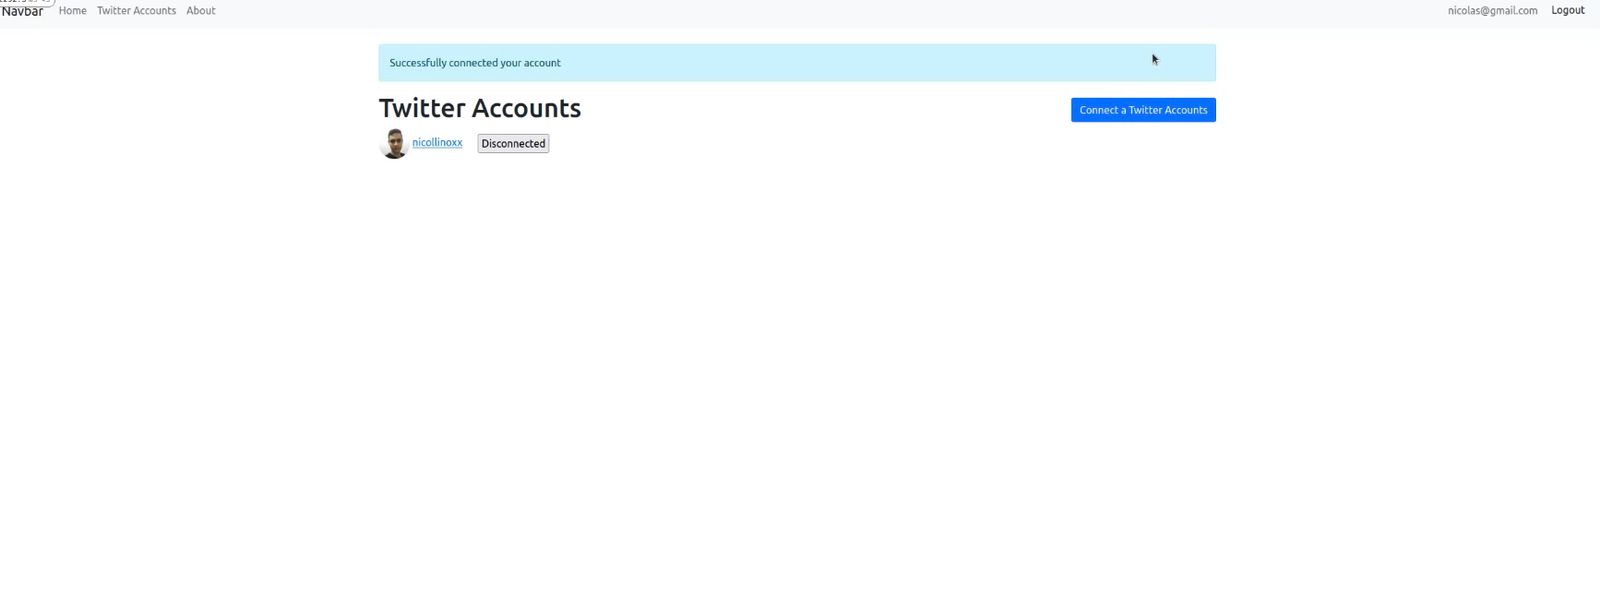 Navbar Home Twitter Accounts About nicolas@gmail.com Logout
Successfully connected your account
Twitter Accounts Connect a Twitter Accounts
nicollinoxx Disconnected